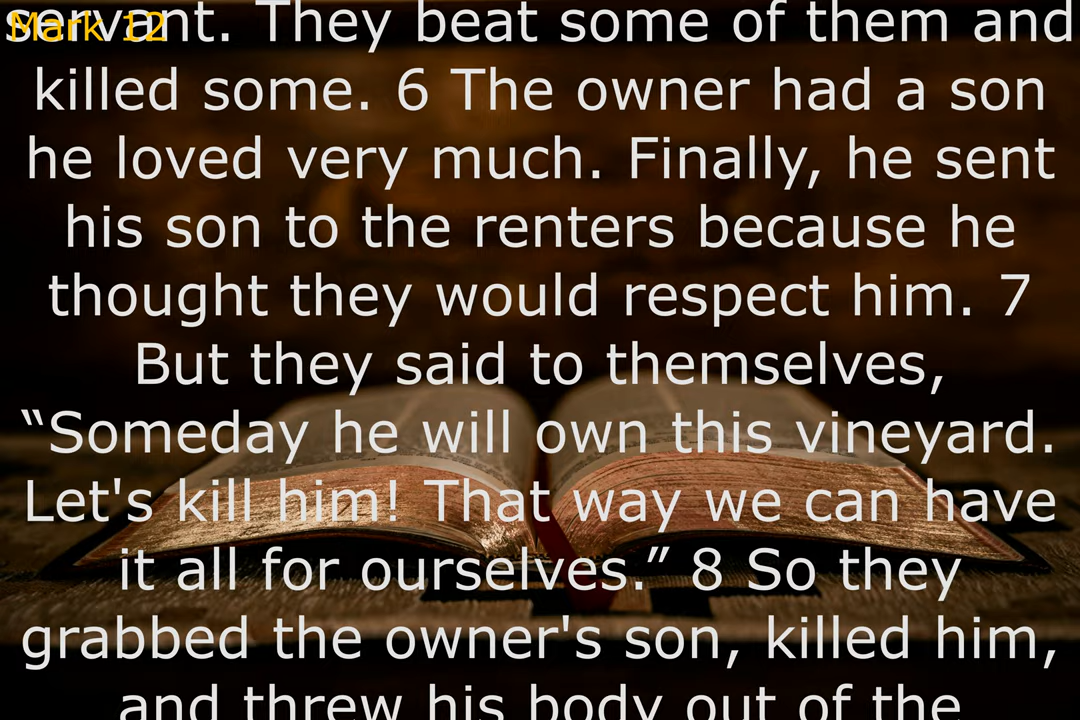 Mark 12
servant. They beat some of them and
killed some. 6 The owner had a son
he loved very much. Finally, he sent
his son to the renters because he
thought they would respect him. 7
But they said to themselves,
“Someday he will own this vineyard.
Let's kill him! That way we can have
it all for ourselves.” 8 So they
grabbed the owner's son, killed him,
and threw his body out of the